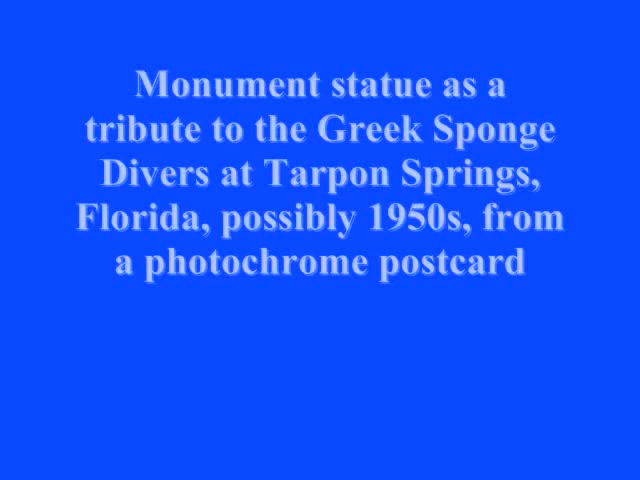 Monument statue as a
tribute to the Greek Sponge
Divers at Tarpon Springs,
Florida, possibly 1950s, from
a photochrome postcard